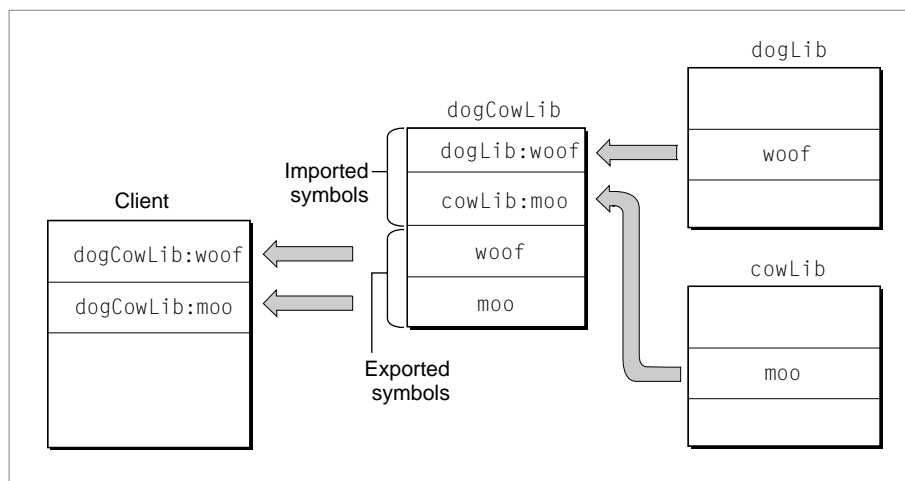 dogLib
dogCowLib
dogLib:woof
woof
Imported
symbols
Client
cowLib:moo
dogCowLib:woof
woof
cowLib
dogCowLib:moo
moo
Exported
symbols
moo